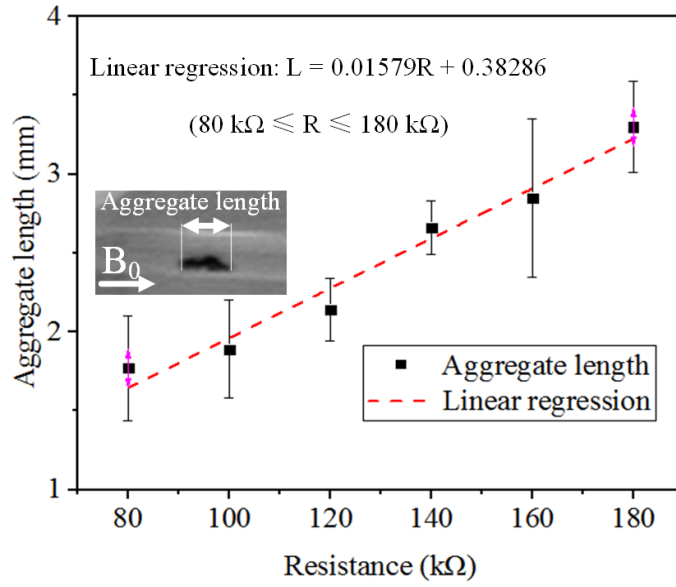 Linear regression: L = 0.01579R + 0.38286
(80 kΩ ≤ R ≤ 180 kΩ)
Aggregate length
B0
Aggregate length
Linear regression
4
3
2
1
80 100 120 140 160 180
Aggregate length (mm)
Resistance (kΩ)